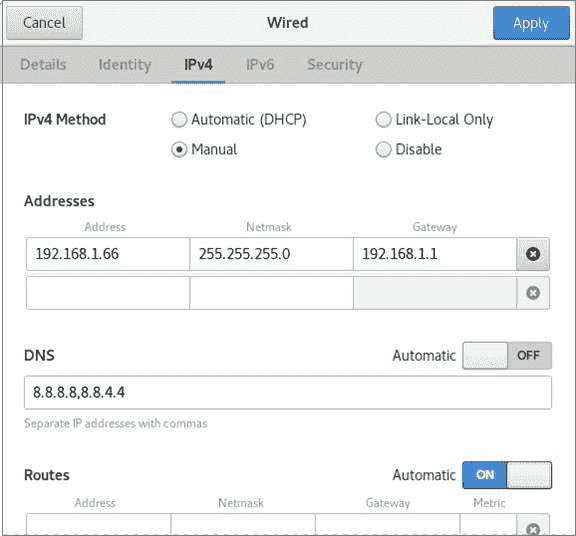 Cancel Wired Apply
Details Identity IPv4 IPv6 Security
IPv4 Method Automatic (DHCP) Link-Local Only
Manual Disable
Addresses
Address Netmask Gateway
192.168.1.66 255.255.255.0 192.168.1.1
DNS Automatic OFF
8.8.8.8,8.8.4.4
Separate IP addresses with commas
Routes Automatic ON
Address Netmask Gateway Metric